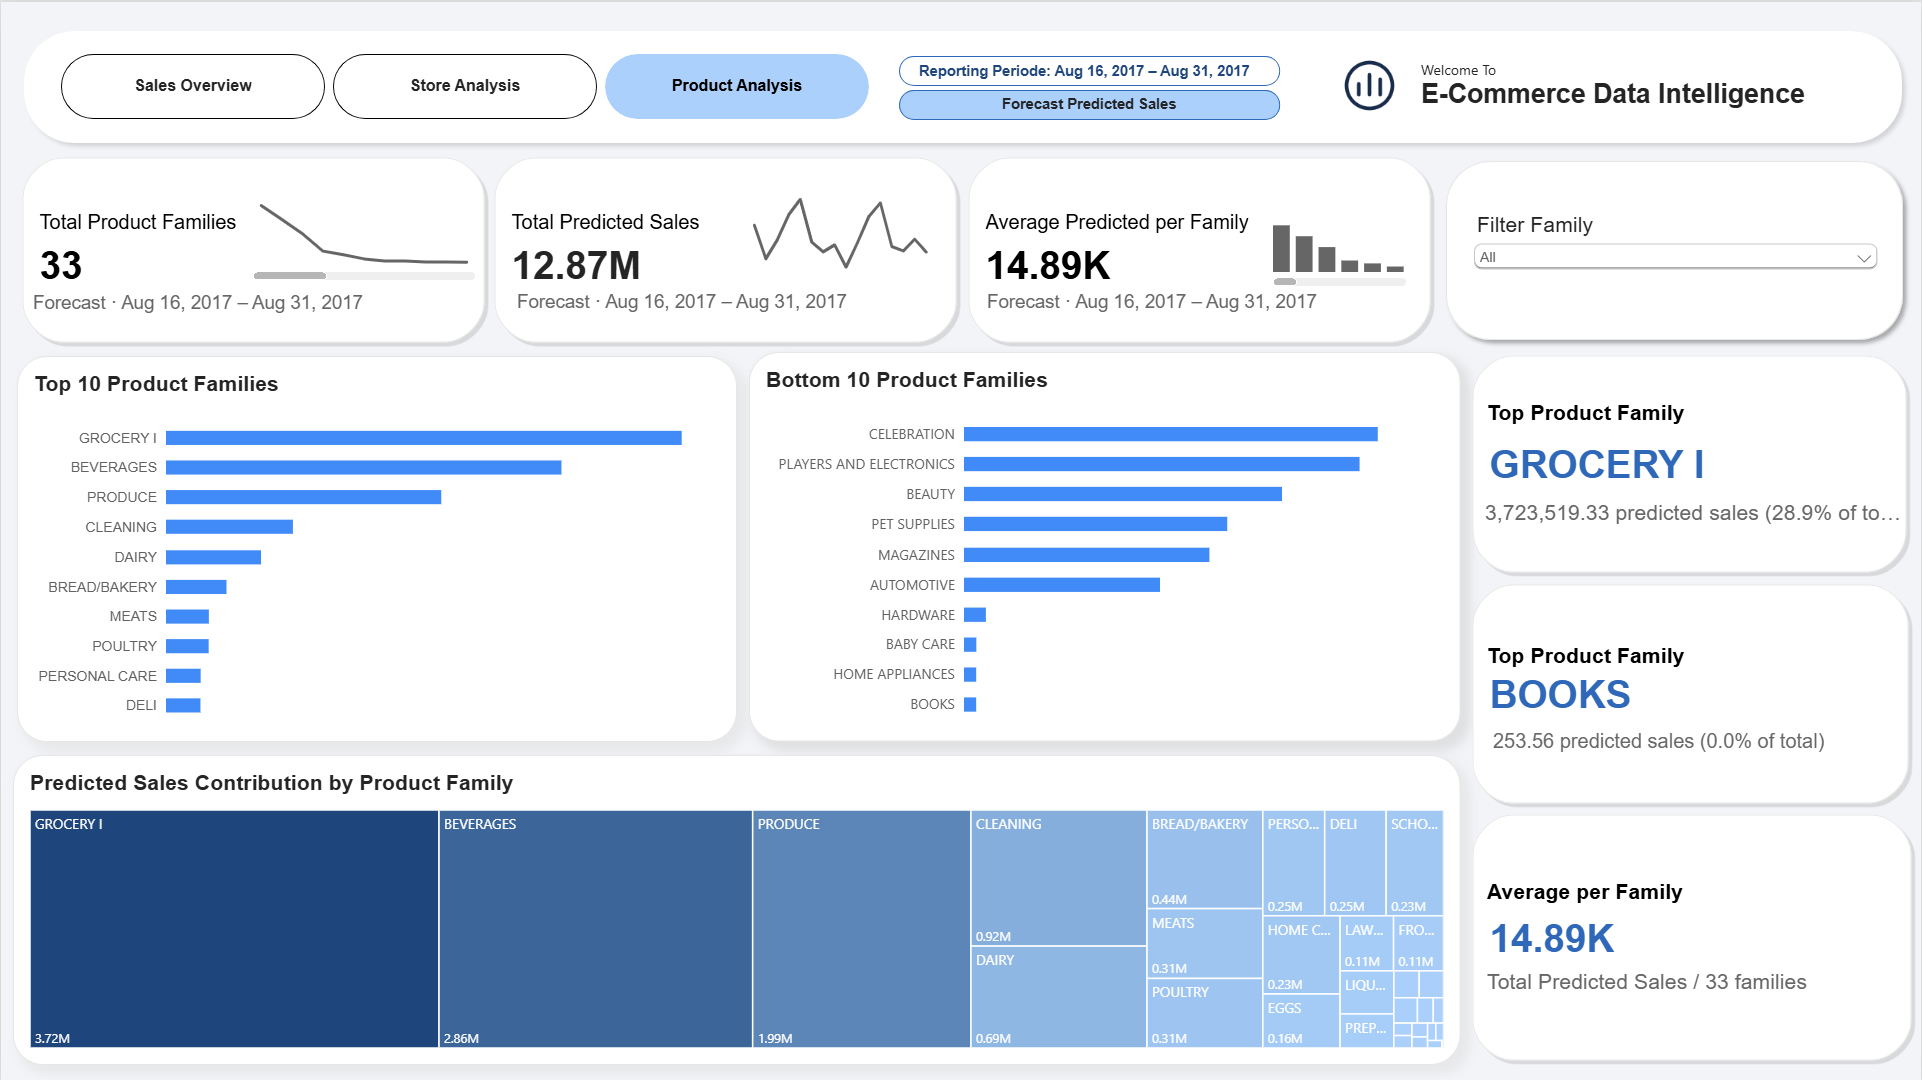 Sales Overview
Store Analysis
Product Analysis
Reporting Periode: Aug 16, 2017 – Aug 31, 2017
Forecast Predicted Sales
Welcome To
E-Commerce Data Intelligence
Total Product Families
33
Forecast · Aug 16, 2017 – Aug 31, 2017
Total Predicted Sales
12.87M
Forecast · Aug 16, 2017 – Aug 31, 2017
Average Predicted per Family
14.89K
Forecast · Aug 16, 2017 – Aug 31, 2017
Filter Family
All
Top 10 Product Families
GROCERY I
BEVERAGES
PRODUCE
CLEANING
DAIRY
BREAD/BAKERY
MEATS
POULTRY
PERSONAL CARE
DELI
Bottom 10 Product Families
CELEBRATION
PLAYERS AND ELECTRONICS
BEAUTY
PET SUPPLIES
MAGAZINES
AUTOMOTIVE
HARDWARE
BABY CARE
HOME APPLIANCES
BOOKS
Top Product Family
GROCERY I
3,723,519.33 predicted sales (28.9% of to…
Top Product Family
BOOKS
253.56 predicted sales (0.0% of total)
Average per Family
14.89K
Total Predicted Sales / 33 families
Predicted Sales Contribution by Product Family
GROCERY I
3.72M
BEVERAGES
2.86M
PRODUCE
1.99M
CLEANING
0.92M
DAIRY
0.69M
BREAD/BAKERY
0.44M
MEATS
0.31M
POULTRY
0.31M
PERSO...
0.25M
DELI
0.25M
SCHO...
0.23M
HOME C...
0.23M
EGGS
0.16M
LAW...
0.11M
FRO...
0.11M
LIQU...
PREP...